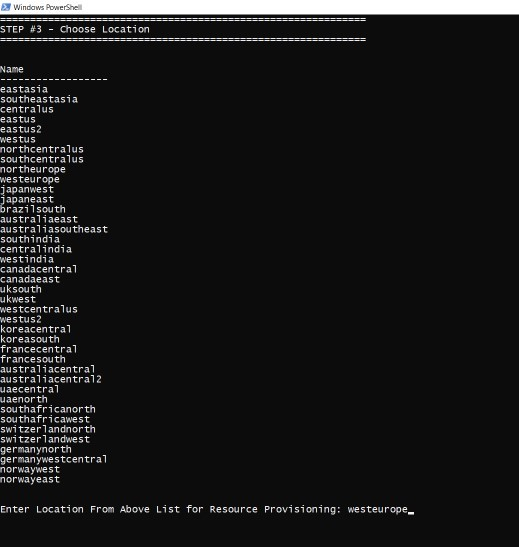 Windows PowerShell
============================================================
STEP #3 - Choose Location
============================================================
Name
------------------
eastasia
southeastasia
centralus
eastus
eastus2
westus
northcentralus
southcentralus
northeurope
westeurope
japanwest
japaneast
brazilsouth
australiaeast
australiasoutheast
southindia
centralindia
westindia
canadacentral
canadaeast
uksouth
ukwest
westcentralus
westus2
koreacentral
koreasouth
francecentral
francesouth
australiacentral
australiacentral2
uaecentral
uaenorth
southafricanorth
southafricawest
switzerlandnorth
switzerlandwest
germanynorth
germanywestcentral
norwaywest
norwayeast
Enter Location From Above List for Resource Provisioning: westeurope_